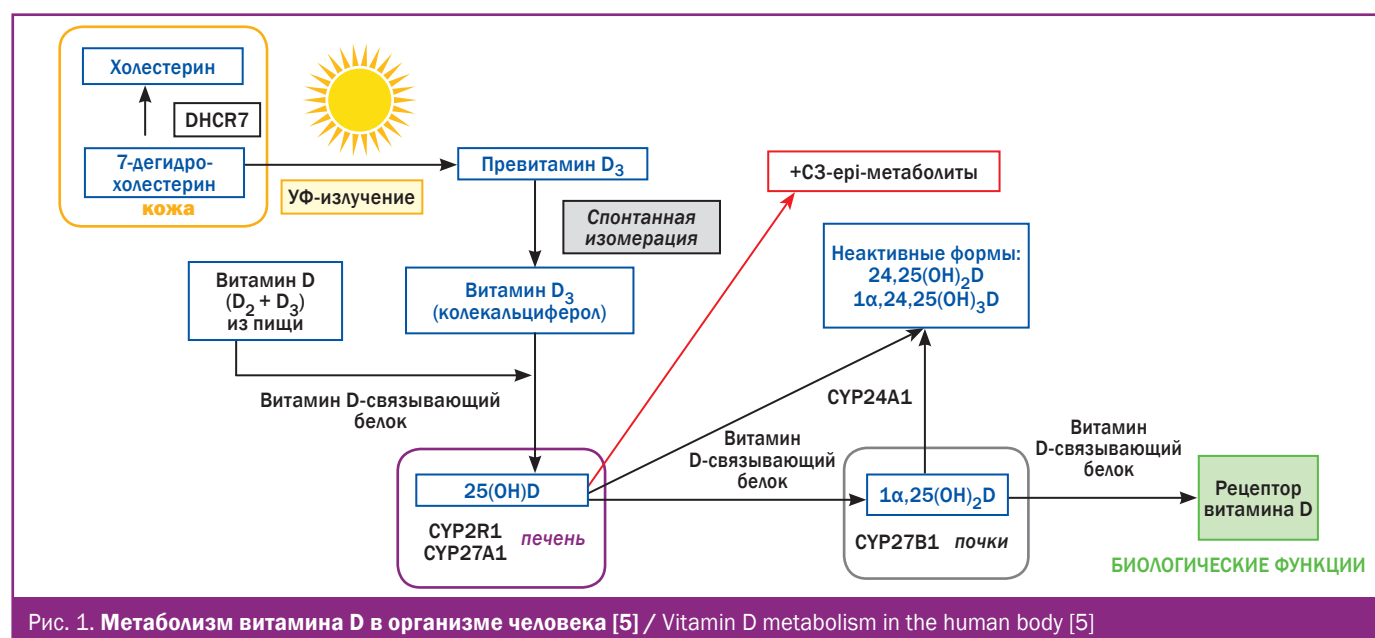 Холестерин
DHCR7
7-дегидро-
холестерин
кожа
УФ-излучение
Превитамин D₃
+С3-epi-метаболиты
Спонтанная
изомерация
Неактивные формы:
24,25(OH)₂D
1α,24,25(OH)₃D
Витамин D
(D₂ + D₃)
из пищи
Витамин D₃
(колекальциферол)
Витамин D-связывающий
белок
CYP24A1
Витамин
D-связывающий
белок
Витамин
D-связывающий
белок
25(OH)D
CYP2R1
CYP27A1
печень
1α,25(OH)₂D
CYP27B1
почки
Рецептор
витамина D
БИОЛОГИЧЕСКИЕ ФУНКЦИИ
Рис. 1. Метаболизм витамина D в организме человека [5] / Vitamin D metabolism in the human body [5]